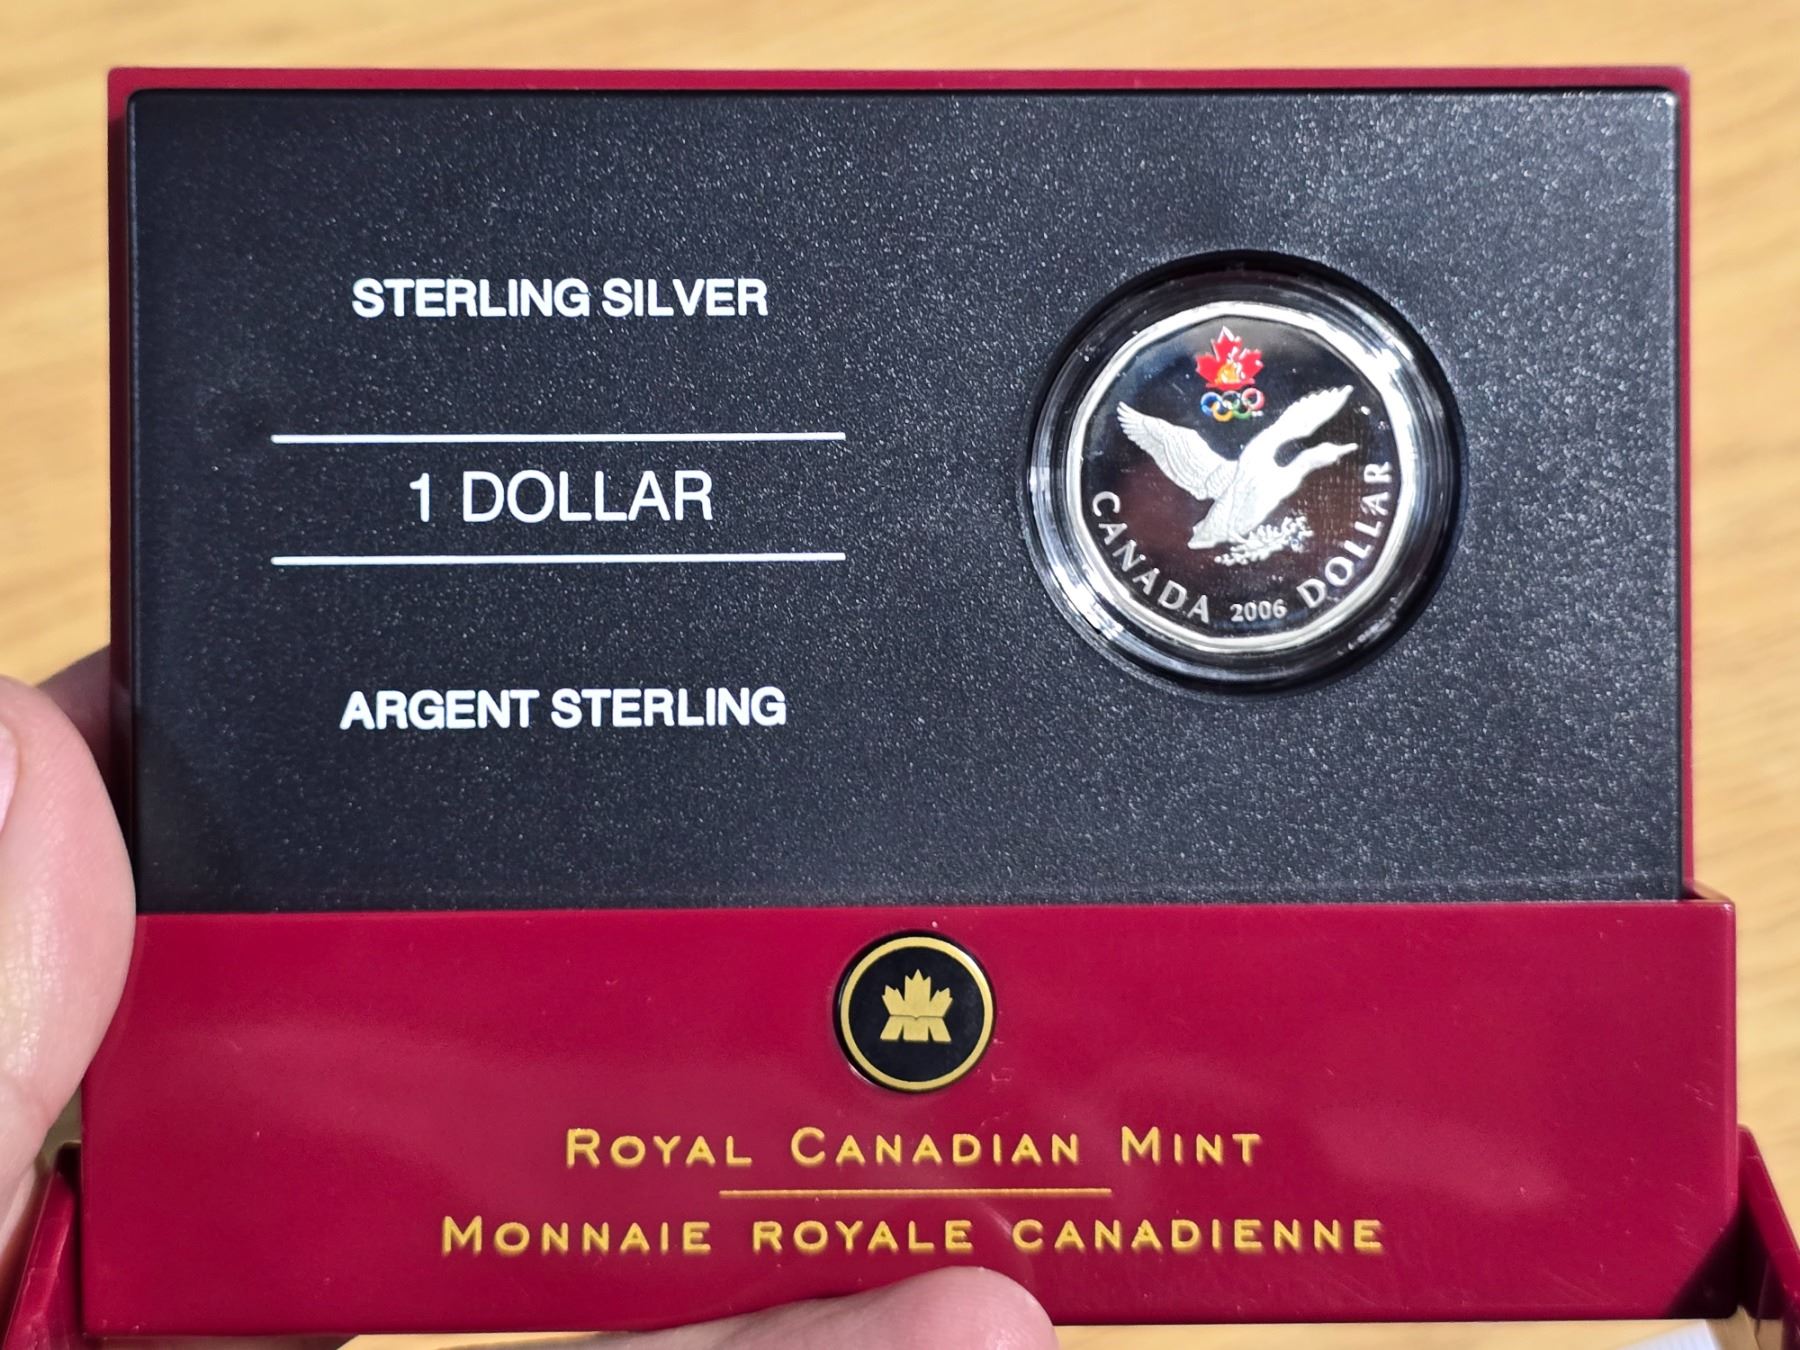 STERLING SILVER
1 DOLLAR
ARGENT STERLING
CANADA 2006 DOLLAR
ROYAL CANADIAN MINT
MONNAIE ROYALE CANADIENNE